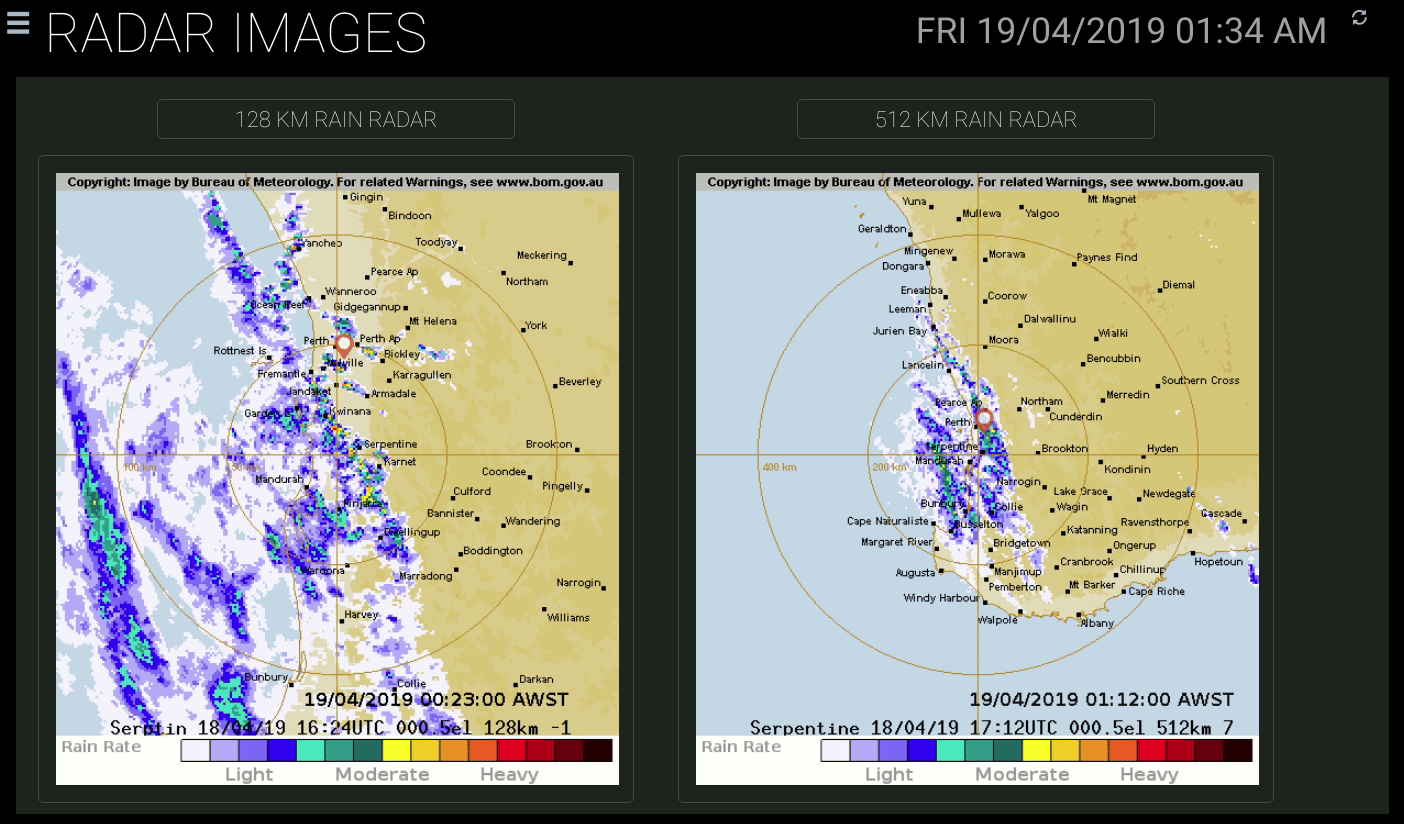 RADAR IMAGES
FRI 19/04/2019 01:34 AM
128 KM RAIN RADAR
Copyright: Image by Bureau of Meteorology. For related Warnings, see www.bom.gov.au
Gingin
Bindoon
Yanchep
Toodyay
Meckering
Pearce Ap
Northam
Wanneroo
Ocean Reef
Gidgegannup
Mt Helena
York
Perth
Perth Ap
Rottnest Is
Bickley
Melville
Fremantle
Karragullen
Beverley
Jandakot
Armadale
Garden Is
Kwinana
Serpentine
Brookton
Karnet
100 km
50 km
Coondee
Mandurah
Pingelly
Culford
Pinjarra
Bannister
Wandering
Dwellingup
Boddington
Waroona
Marradong
Narrogin
Harvey
Williams
Bunbury
Collie
Darkan
19/04/2019 00:23:00 AWST
18/04/19 16:24UTC 000.5el 128km -1
Rain Rate
Light Moderate Heavy
512 KM RAIN RADAR
Copyright: Image by Bureau of Meteorology. For related Warnings, see www.bom.gov.au
Yuna
Mt Magnet
Mullewa
Yalgoo
Geraldton
Mingenew
Morawa
Paynes Find
Dongara
Diemal
Eneabba
Coorow
Leeman
Dalwallinu
Jurien Bay
Wialki
Moora
Bencubbin
Lancelin
Southern Cross
Merredin
Pearce Ap
Northam
Cunderdin
Perth
Serpentine
Brookton
Hyden
Mandurah
400 km
200 km
Kondinin
Narrogin
Lake Grace
Newdegate
Bunbury
Collie
Wagin
Cascade
Cape Naturaliste
Busselton
Ravensthorpe
Katanning
Margaret River
Bridgetown
Ongerup
Cranbrook
Hopetoun
Augusta
Manjimup
Chillinup
Pemberton
Mt Barker
Cape Riche
Windy Harbour
Walpole
Albany
19/04/2019 01:12:00 AWST
Serpentine 18/04/19 17:12UTC 000.5el 512km 7
Rain Rate
Light Moderate Heavy